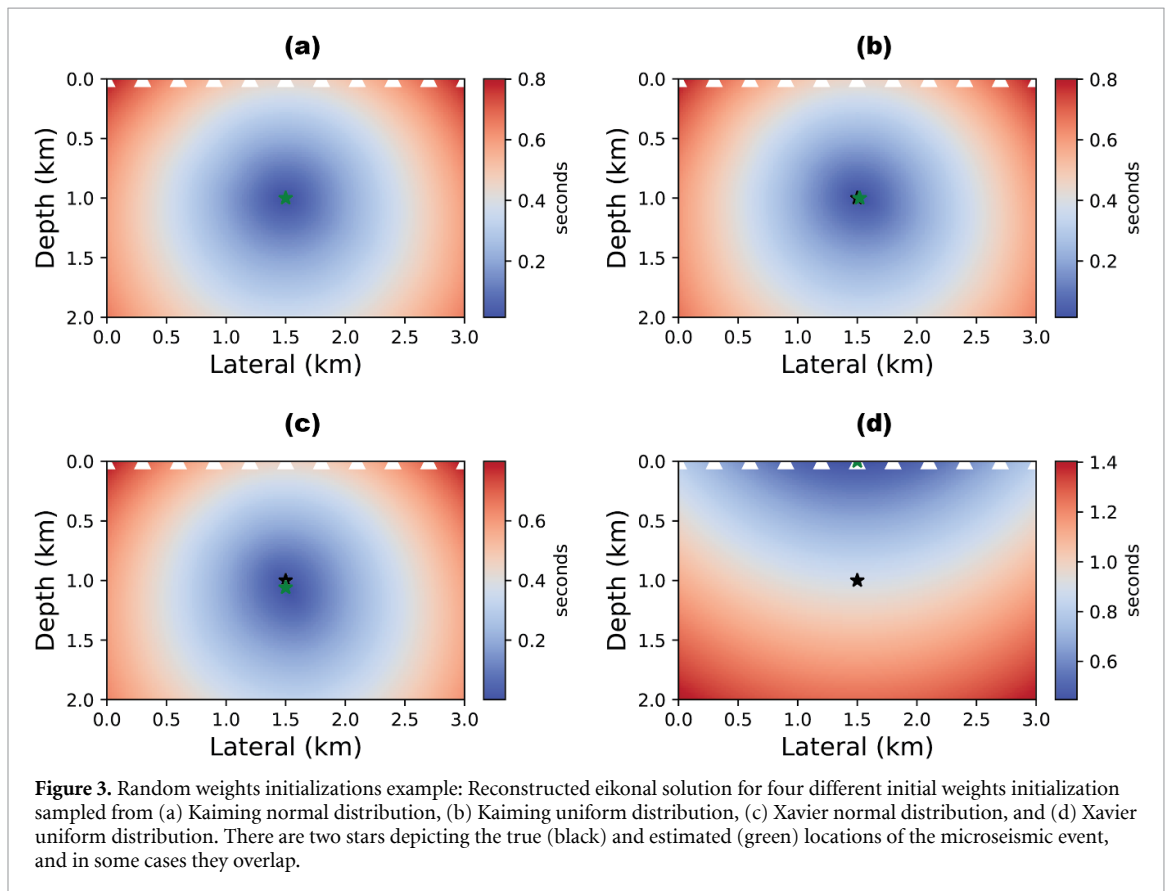 (a)
0.0
0.5
1.0
1.5
2.0
Depth (km)
0.0 0.5 1.0 1.5 2.0 2.5 3.0
Lateral (km)
0.8
0.6
0.4
0.2
seconds
(b)
0.0
0.5
1.0
1.5
2.0
Depth (km)
0.0 0.5 1.0 1.5 2.0 2.5 3.0
Lateral (km)
0.8
0.6
0.4
0.2
seconds
(c)
0.0
0.5
1.0
1.5
2.0
Depth (km)
0.0 0.5 1.0 1.5 2.0 2.5 3.0
Lateral (km)
0.6
0.4
0.2
seconds
(d)
0.0
0.5
1.0
1.5
2.0
Depth (km)
0.0 0.5 1.0 1.5 2.0 2.5 3.0
Lateral (km)
1.4
1.2
1.0
0.8
0.6
seconds
Figure 3. Random weights initializations example: Reconstructed eikonal solution for four different initial weights initialization
sampled from (a) Kaiming normal distribution, (b) Kaiming uniform distribution, (c) Xavier normal distribution, and (d) Xavier
uniform distribution. There are two stars depicting the true (black) and estimated (green) locations of the microseismic event,
and in some cases they overlap.